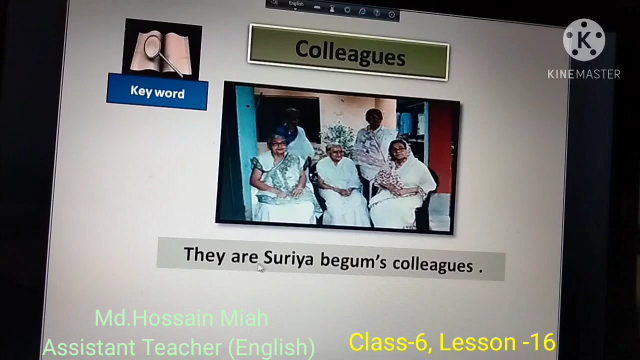 English
Colleagues
KINEMASTER
Key word
They are Suriya begum's colleagues .
Md.Hossain Miah
Assistant Teacher (English)
Class-6, Lesson -16